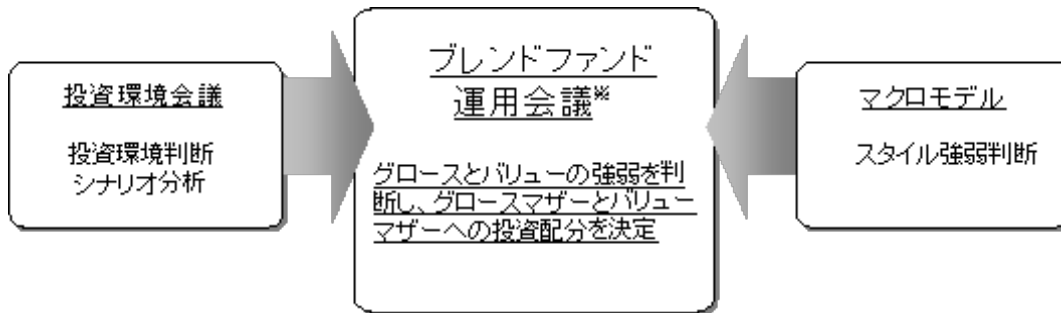 投資環境会議
投資環境判断
シナリオ分析
ブレンドファンド
運用会議※
グロースとバリューの強弱を判
断し、グロースマザーとバリュー
マザーへの投資配分を決定
マクロモデル
スタイル強弱判断